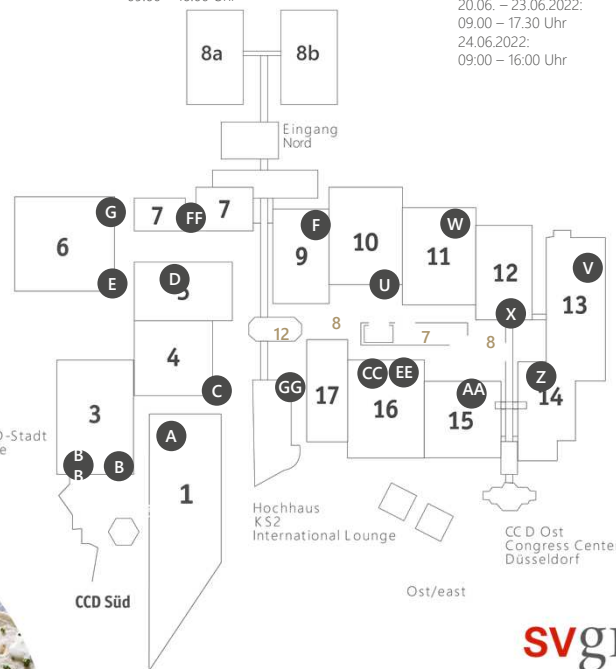 20.06. – 23.06.2022:
09.00 – 17.30 Uhr
24.06.2022:
09:00 – 16:00 Uhr
8a
8b
Eingang
Nord
G
7
FF
7
F
10
W
6
9
11
12
V
E
D
U
13
X
12
8
7
8
4
C
GG
17
CC
EE
16
AA
15
Z
14
3
A
B
B
B
1
-Stadt
Hochhaus
KS2
International Lounge
CCD Ost
Congress Center
Düsseldorf
CCD Süd
Ost/east
SV